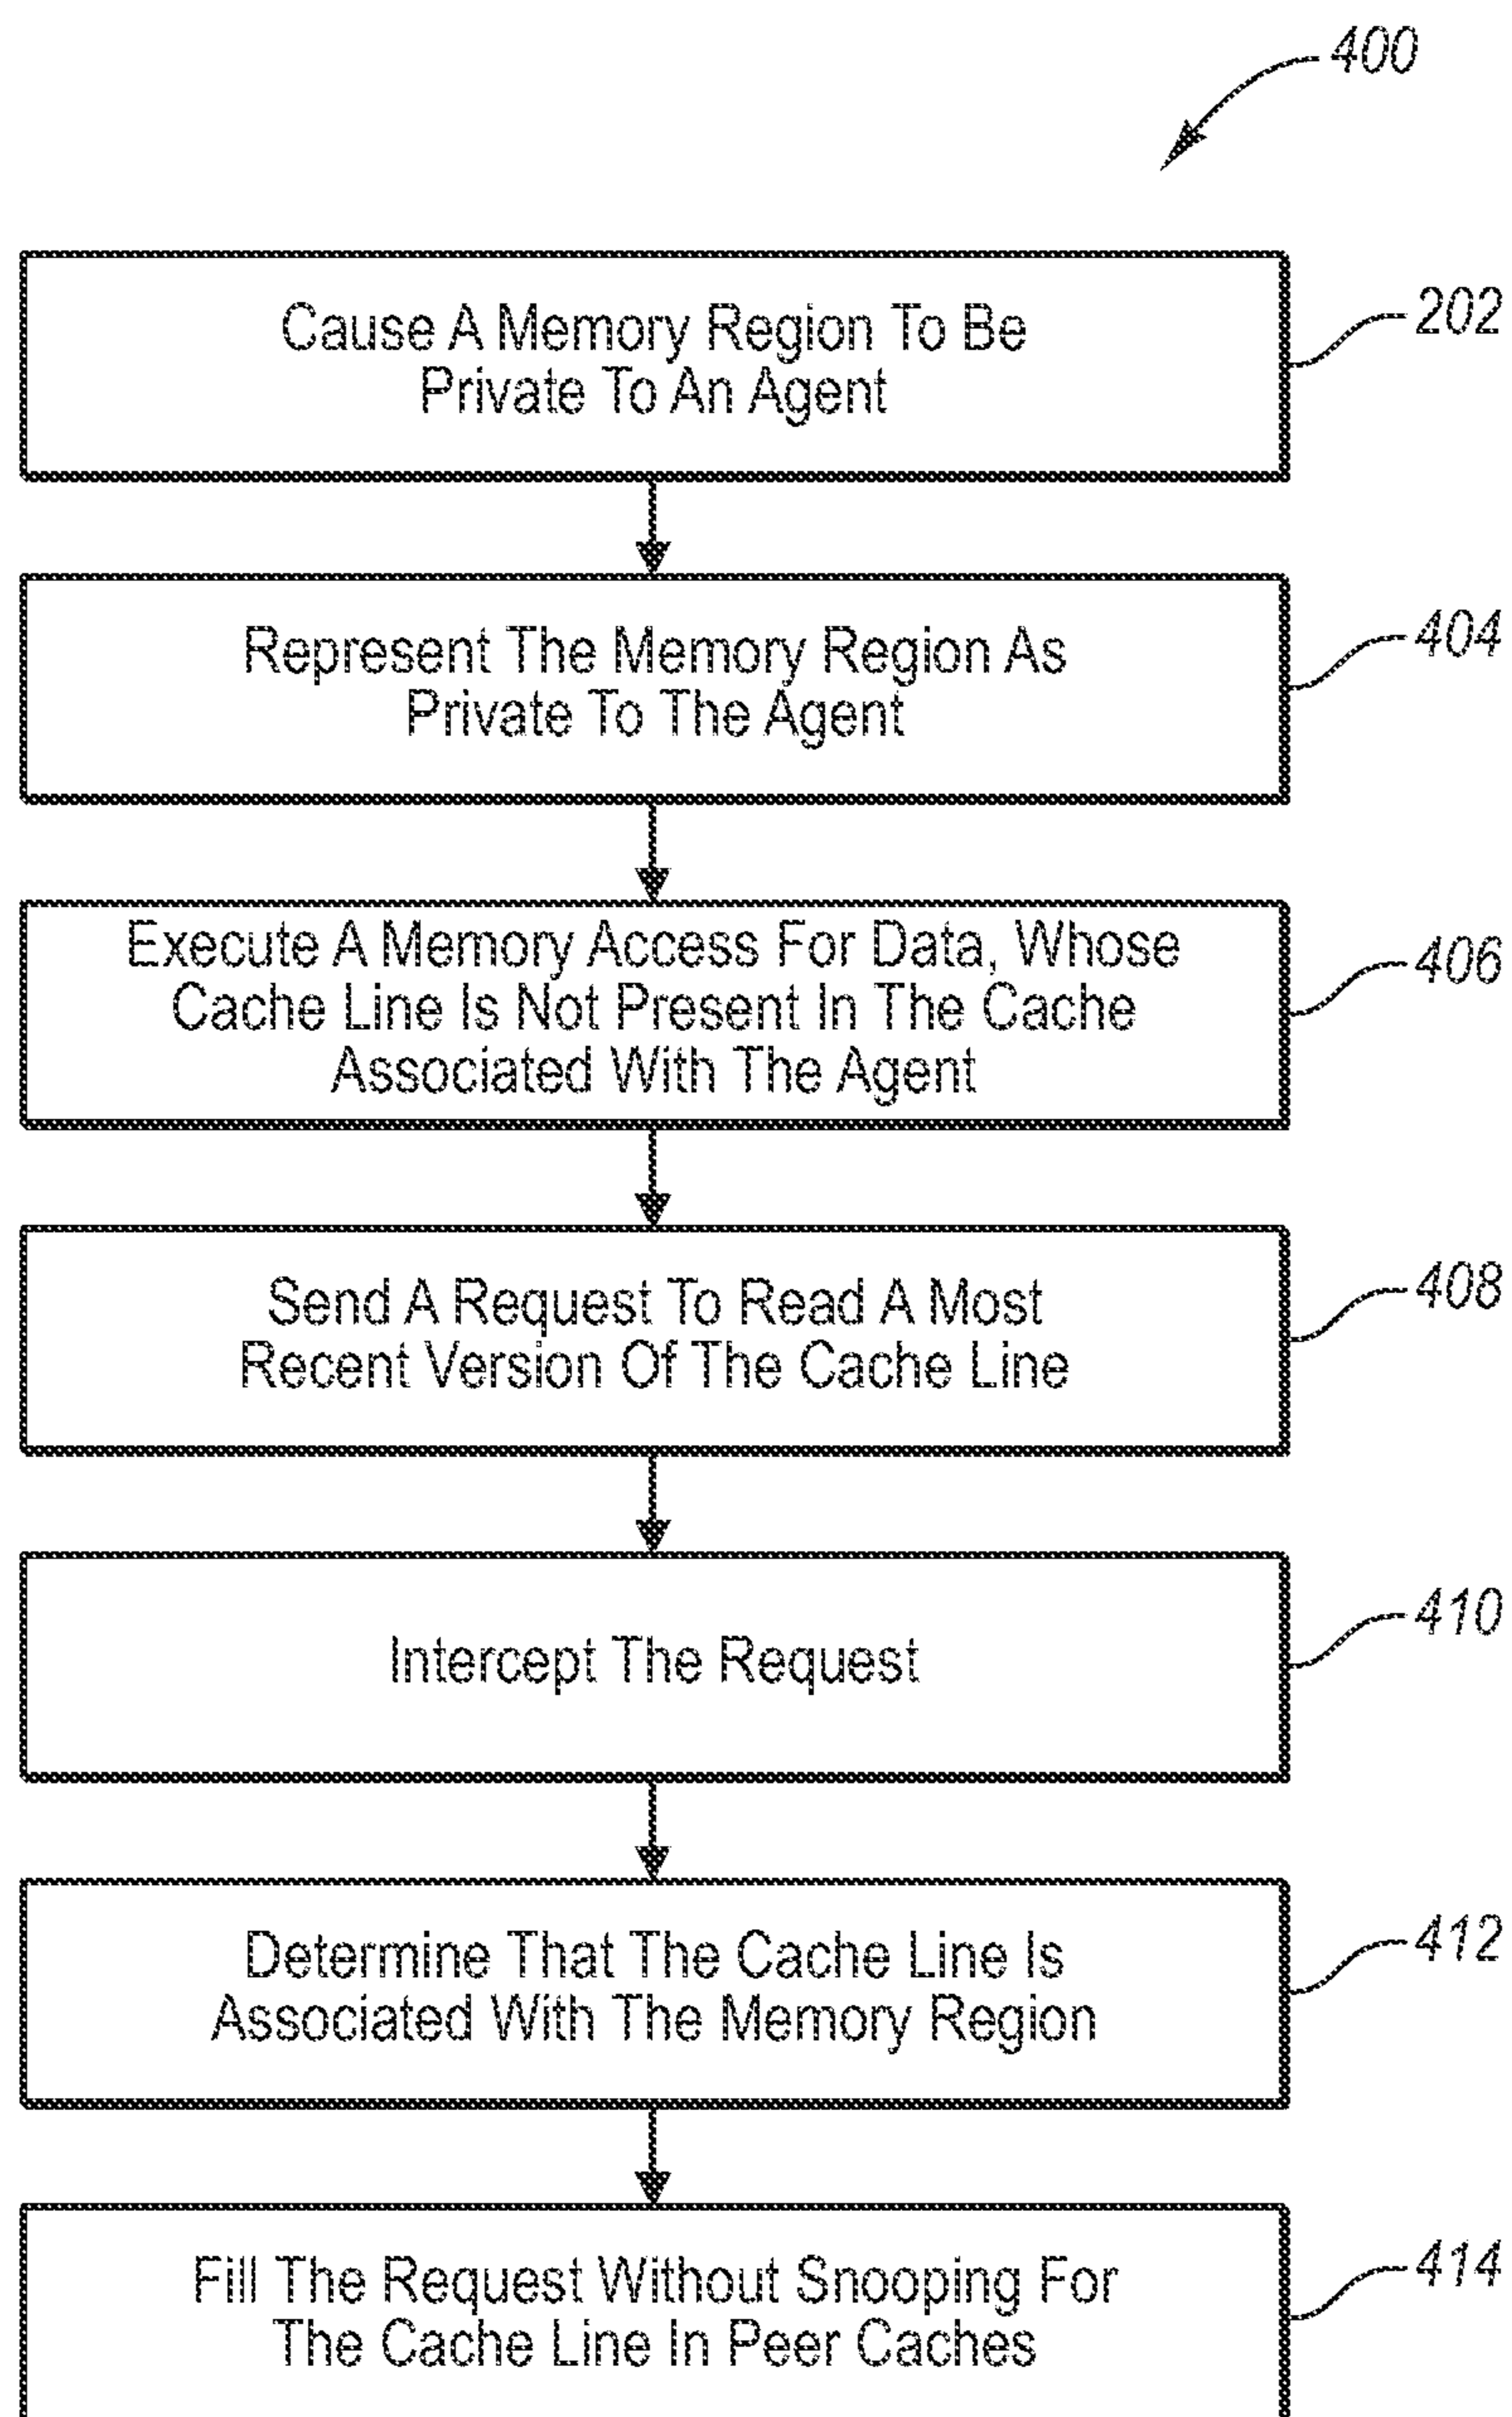 400
Cause A Memory Region To Be
Private To An Agent
202
Represent The Memory Region As
Private To The Agent
404
Execute A Memory Access For Data, Whose
Cache Line Is Not Present In The Cache
Associated With The Agent
406
Send A Request To Read A Most
Recent Version Of The Cache Line
408
Intercept The Request
410
Determine That The Cache Line Is
Associated With The Memory Region
412
Fill The Request Without Snooping For
The Cache Line In Peer Caches
414